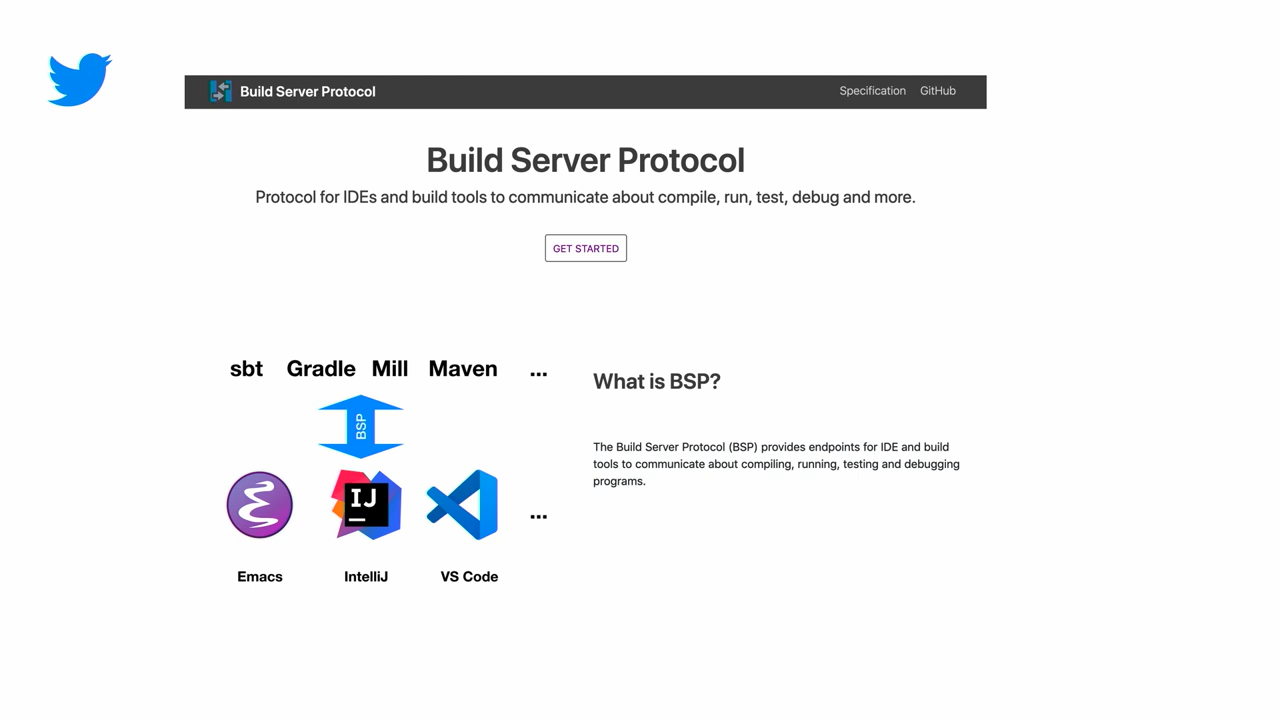 Build Server Protocol
Specification GitHub
Build Server Protocol
Protocol for IDEs and build tools to communicate about compile, run, test, debug and more.
GET STARTED
sbt Gradle Mill Maven ...
BSP
IJ
...
Emacs IntelliJ VS Code
What is BSP?
The Build Server Protocol (BSP) provides endpoints for IDE and build
tools to communicate about compiling, running, testing and debugging
programs.